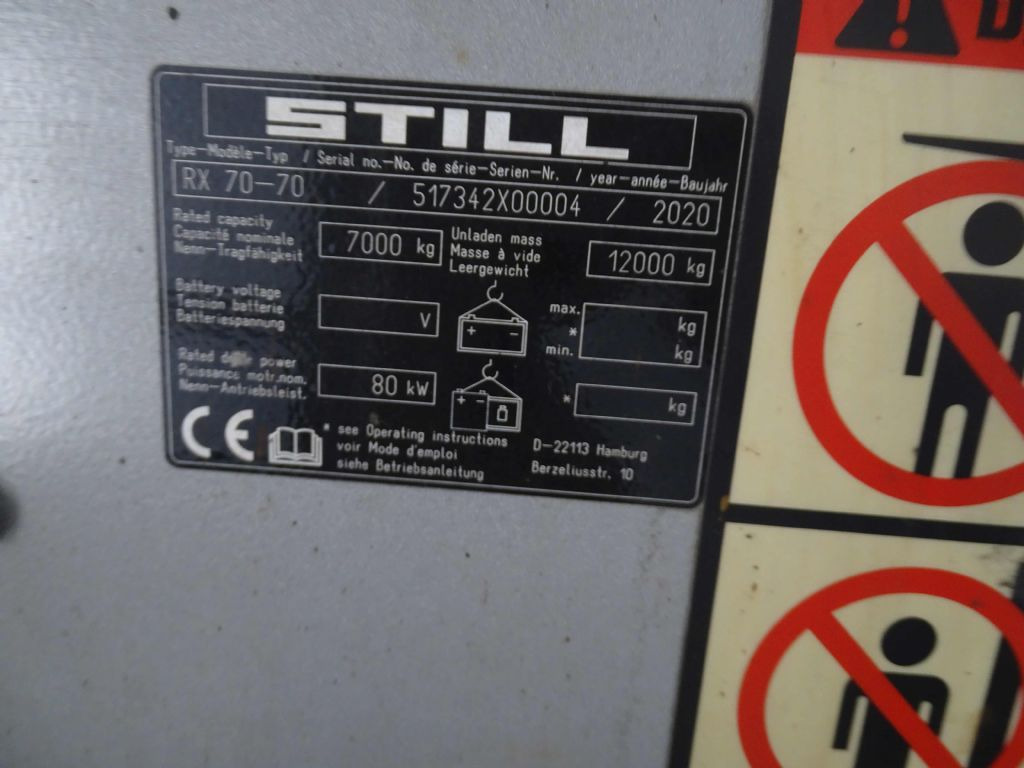 STILL
Type-Modèle-Typ / Serial no.-No. de série-Serien-Nr. / year-année-Baujahr
RX 70-70 / 517342X00004 / 2020
Rated capacity
Capacité nominale
Nenn-Tragfähigkeit
7000 kg
Unladen mass
Masse à vide
Leergewicht
12000 kg
Battery voltage
Tension batterie
Batteriespannung
V
+ -
max.
*
min.
kg
kg
Rated power
Puissance motr.nom.
Nenn-Antriebsleist.
80 kW
+
*
kg
CE
* see Operating instructions
voir Mode d'emploi
siehe Betriebsanleitung
D-22113 Hamburg
Berzeliusstr. 10